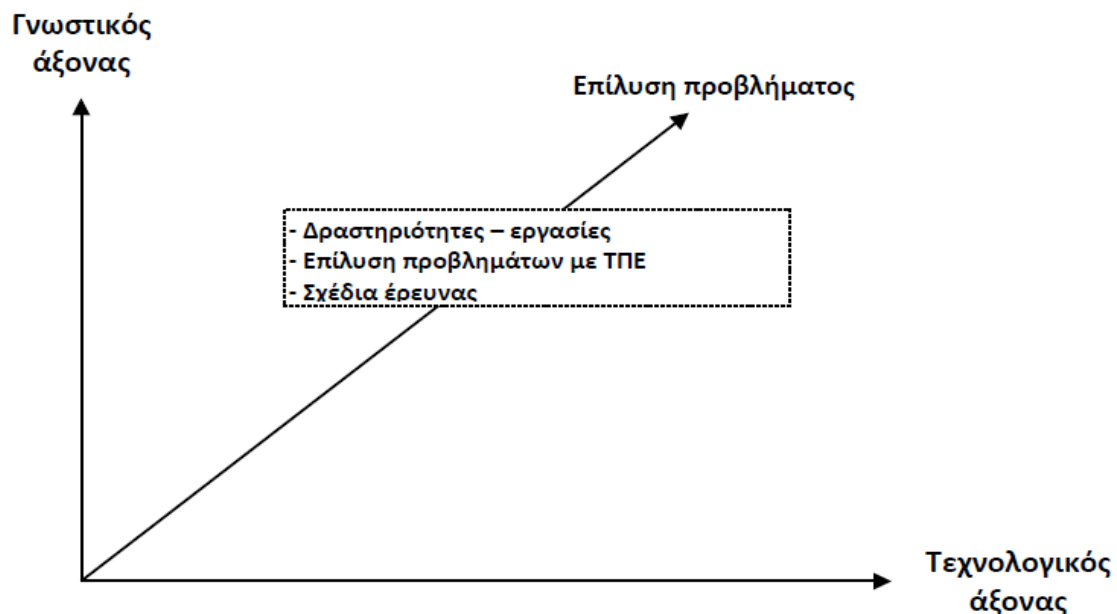 Γνωστικός
άξονας
Επίλυση προβλήματος
- Δραστηριότητες – εργασίες
- Επίλυση προβλημάτων με ΤΠΕ
- Σχέδια έρευνας
Τεχνολογικός
άξονας